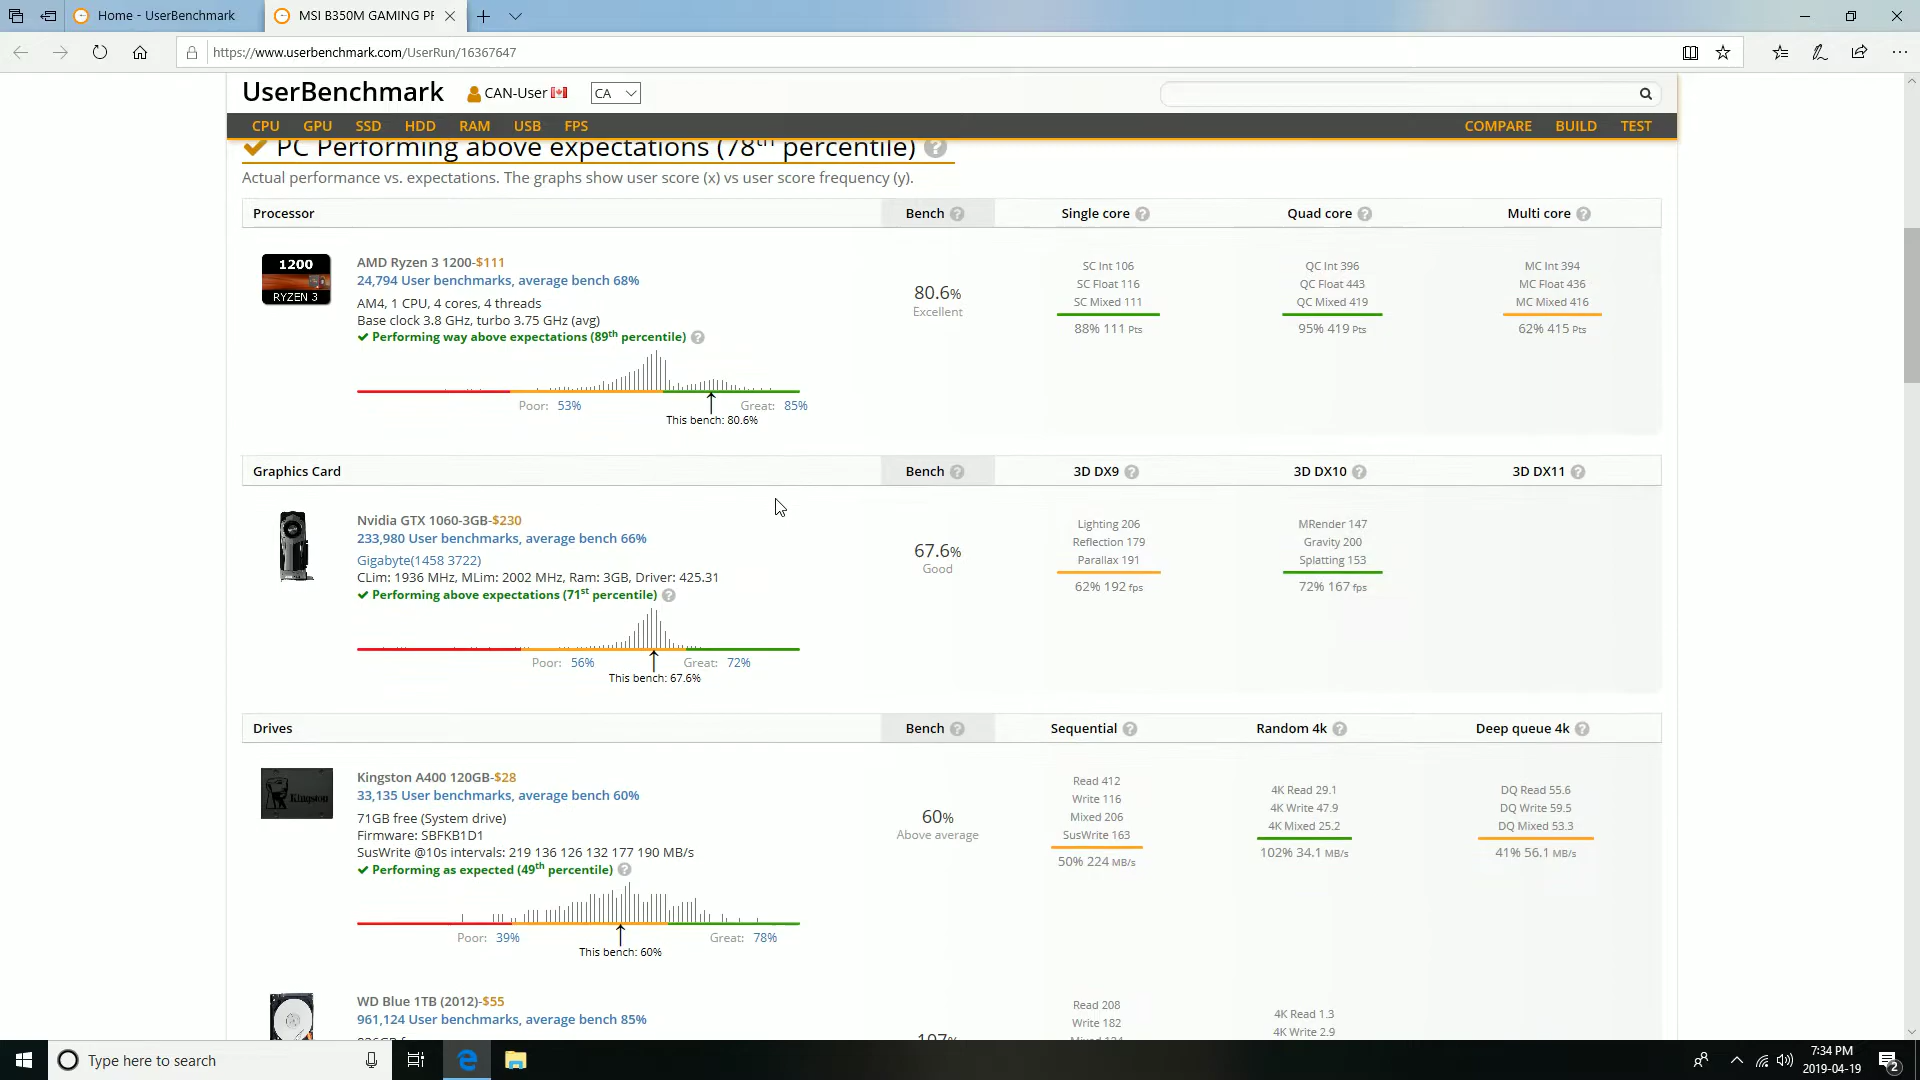 Home - UserBenchmark
MSI B350M GAMING PF
https://www.userbenchmark.com/UserRun/16367647
UserBenchmark
CAN-User
CA
CPU GPU SSD HDD RAM USB FPS COMPARE BUILD TEST
PC Performing above expectations (78th percentile) ?
Actual performance vs. expectations. The graphs show user score (x) vs user score frequency (y).
Processor Bench ? Single core ? Quad core ? Multi core ?
1200
RYZEN 3
AMD Ryzen 3 1200-$111
24,794 User benchmarks, average bench 68%
AM4, 1 CPU, 4 cores, 4 threads
Base clock 3.8 GHz, turbo 3.75 GHz (avg)
Performing way above expectations (89th percentile) ?
Poor: 53% Great: 85%
This bench: 80.6%
80.6%
Excellent
SC Int 106
SC Float 116
SC Mixed 111
88% 111 Pts
QC Int 396
QC Float 443
QC Mixed 419
95% 419 Pts
MC Int 394
MC Float 436
MC Mixed 416
62% 415 Pts
Graphics Card Bench ? 3D DX9 ? 3D DX10 ? 3D DX11 ?
Nvidia GTX 1060-3GB-$230
233,980 User benchmarks, average bench 66%
Gigabyte(1458 3722)
CLim: 1936 MHz, MLim: 2002 MHz, Ram: 3GB, Driver: 425.31
Performing above expectations (71st percentile) ?
Poor: 56% Great: 72%
This bench: 67.6%
67.6%
Good
Lighting 206
Reflection 179
Parallax 191
62% 192 fps
MRender 147
Gravity 200
Splatting 153
72% 167 fps
Drives Bench ? Sequential ? Random 4k ? Deep queue 4k ?
Kingston
Kingston A400 120GB-$28
33,135 User benchmarks, average bench 60%
71GB free (System drive)
Firmware: SBFKB1D1
SusWrite @10s intervals: 219 136 126 132 177 190 MB/s
Performing as expected (49th percentile) ?
Poor: 39% Great: 78%
This bench: 60%
60%
Above average
Read 412
Write 116
Mixed 206
SusWrite 163
50% 224 MB/s
4K Read 29.1
4K Write 47.9
4K Mixed 25.2
102% 34.1 MB/s
DQ Read 55.6
DQ Write 59.5
DQ Mixed 53.3
41% 56.1 MB/s
WD Blue 1TB (2012)-$55
961,124 User benchmarks, average bench 85%
Read 208
Write 182
4K Read 1.3
4K Write 2.9
Type here to search
7:34 PM
2019-04-19
2